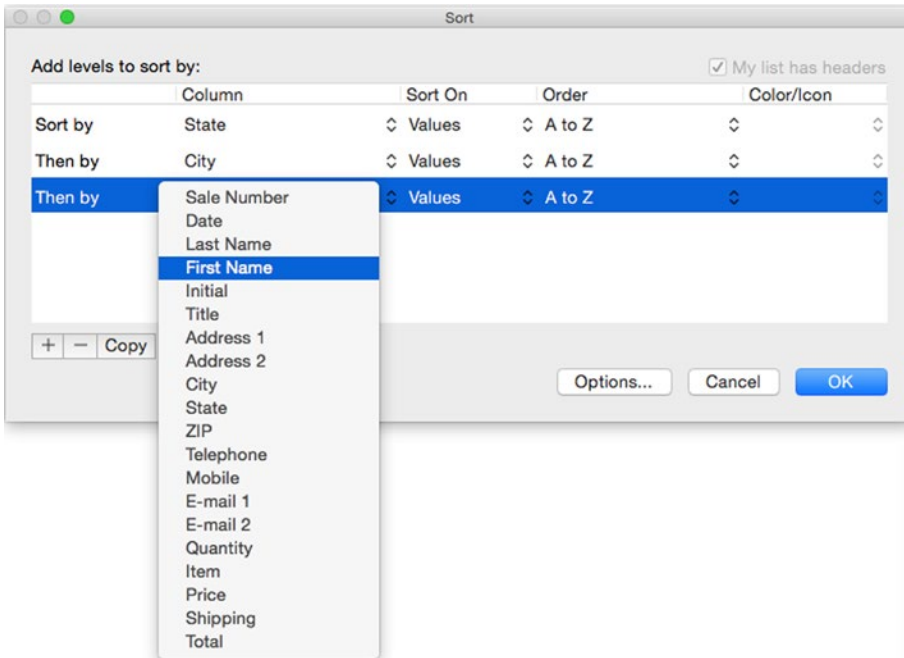 Sort
Add levels to sort by:
My list has headers
Column Sort On Order Color/Icon
Sort by State Values A to Z
Then by City Values A to Z
Then by Values A to Z
Sale Number
Date
Last Name
First Name
Initial
Title
Address 1
Address 2
City
State
ZIP
Telephone
Mobile
E-mail 1
E-mail 2
Quantity
Item
Price
Shipping
Total
+ − Copy
Options... Cancel OK